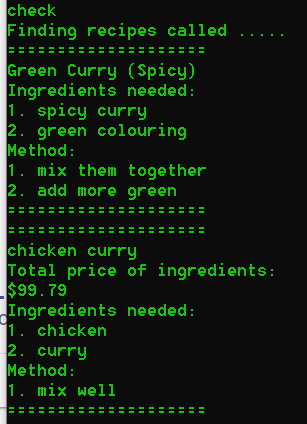 check
Finding recipes called .....
====================
Green Curry (Spicy)
Ingredients needed:
1. spicy curry
2. green colouring
Method:
1. mix them together
2. add more green
====================
====================
chicken curry
Total price of ingredients:
$99.79
Ingredients needed:
1. chicken
2. curry
Method:
1. mix well
====================